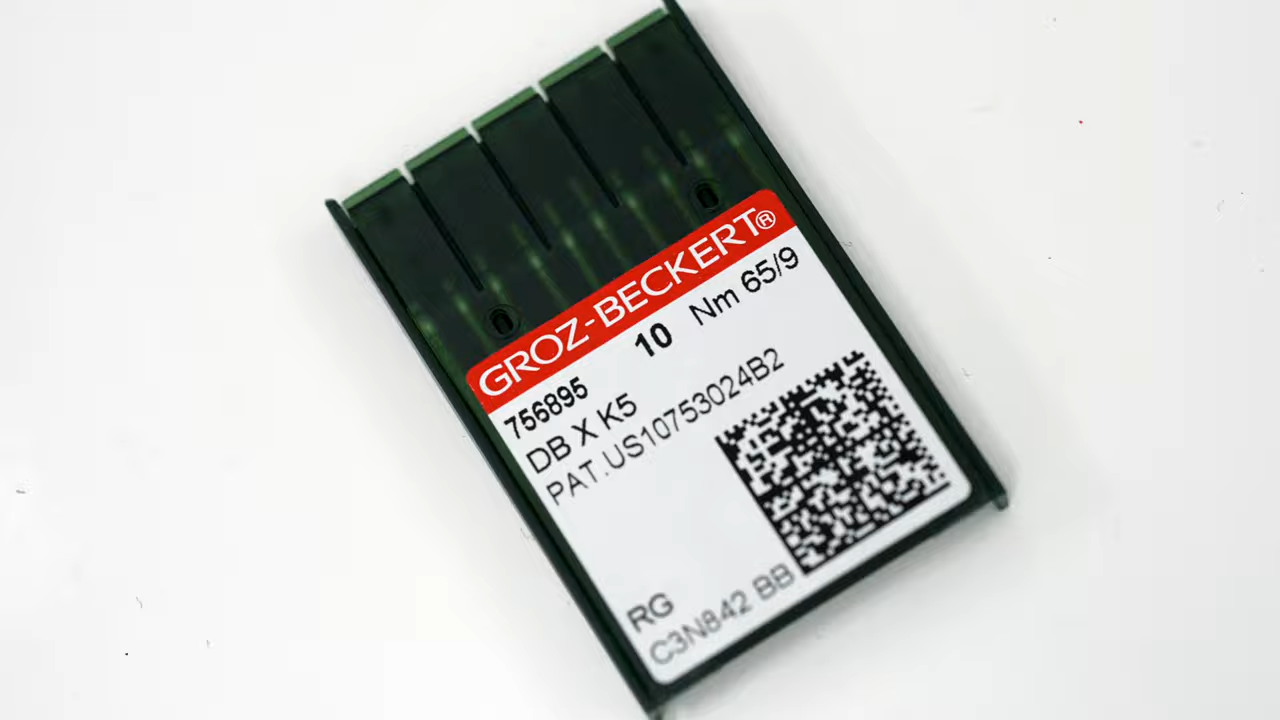 GROZ-BECKERT®
10 Nm 65/9
756895
DB X K5
PAT.US10753024B2
RG
C3N842 BB